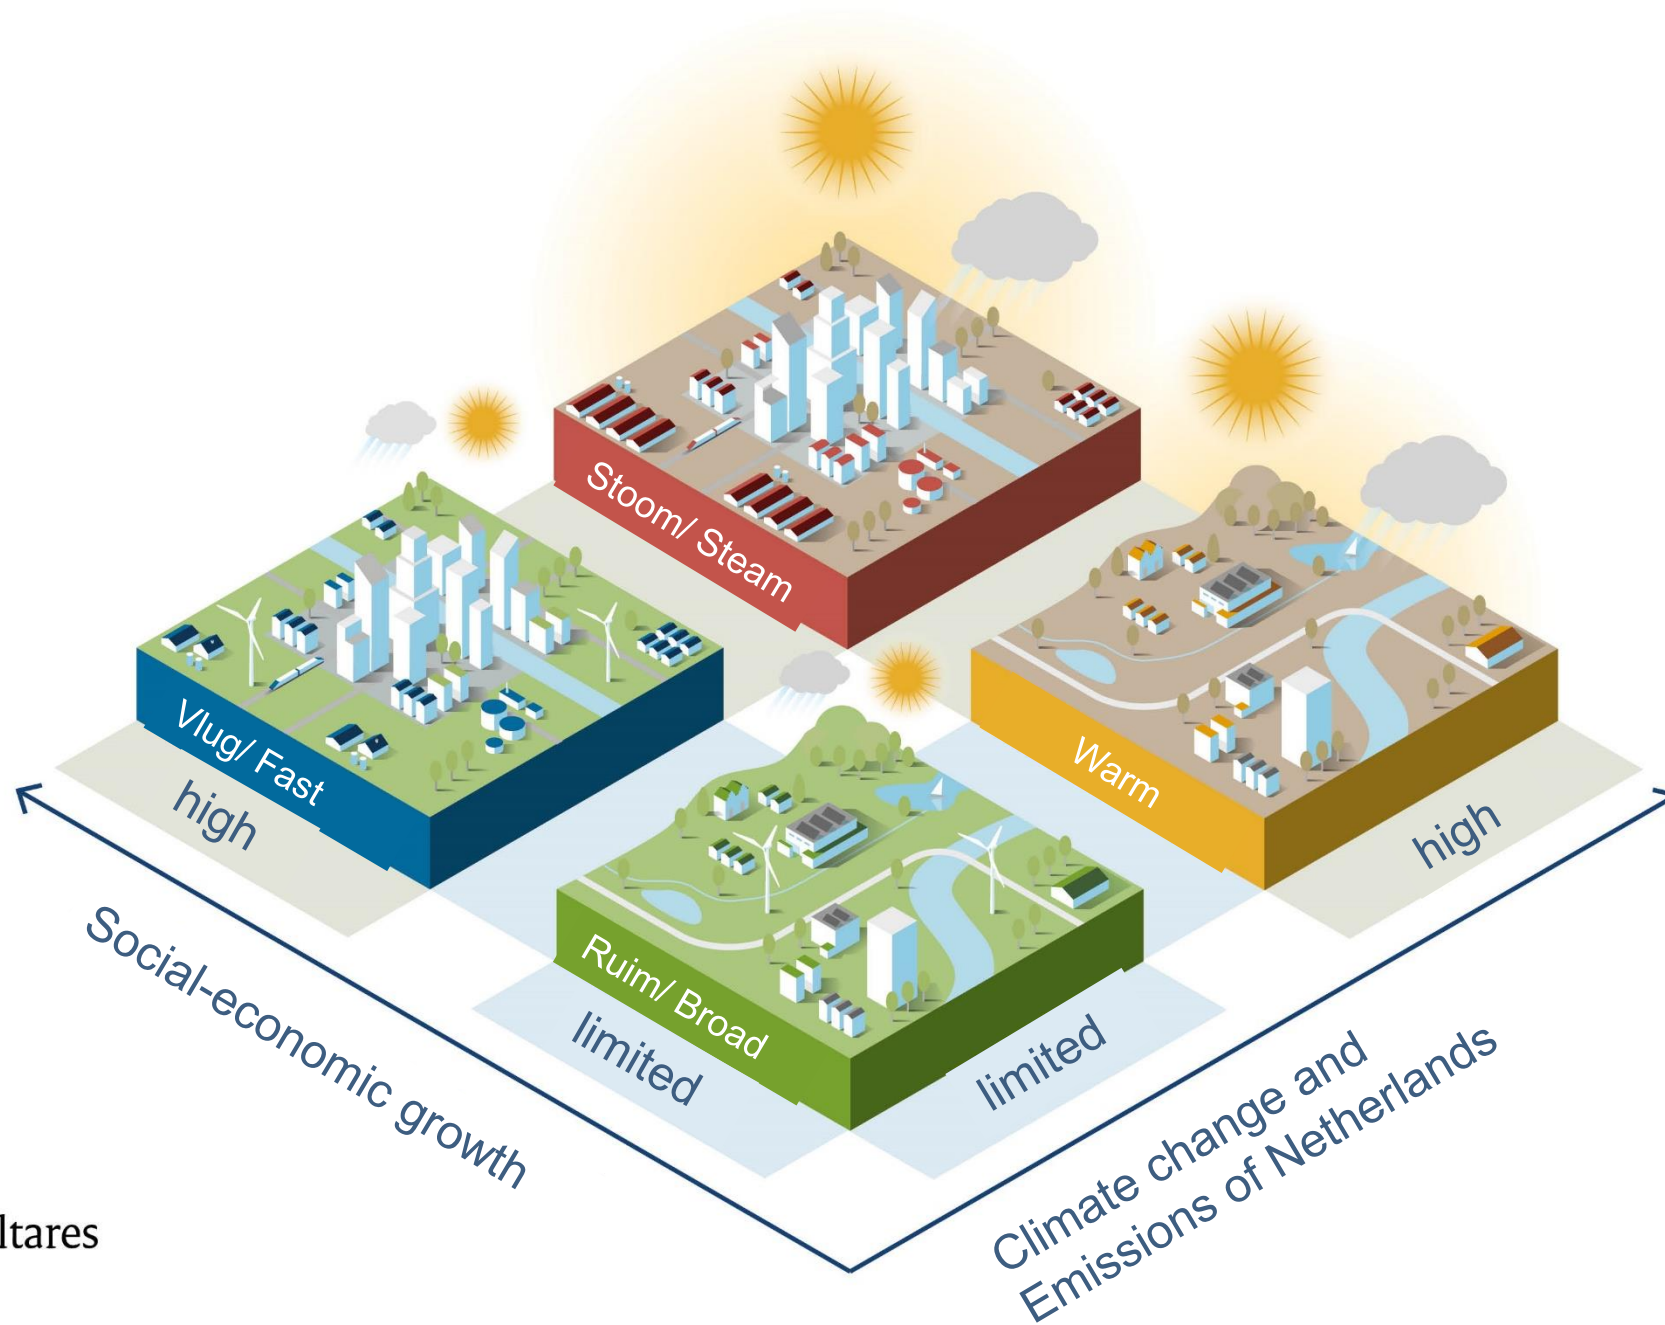 Stoom/ Steam
Vlug/ Fast
Warm
Ruim/ Broad
high
high
limited
limited
Social-economic growth
Climate change and
Emissions of Netherlands
ltares